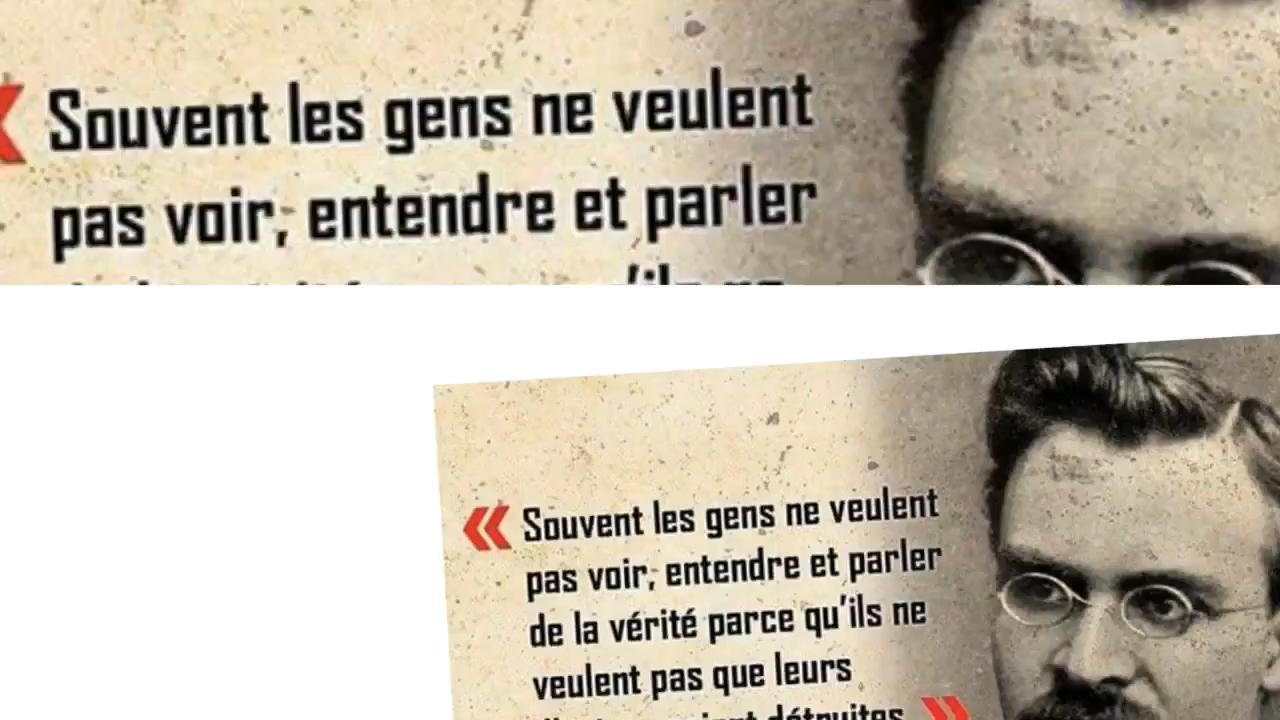 « Souvent les gens ne veulent
pas voir, entendre et parler
« Souvent les gens ne veulent
pas voir, entendre et parler
de la vérité parce qu'ils ne
veulent pas que leurs
détruites »